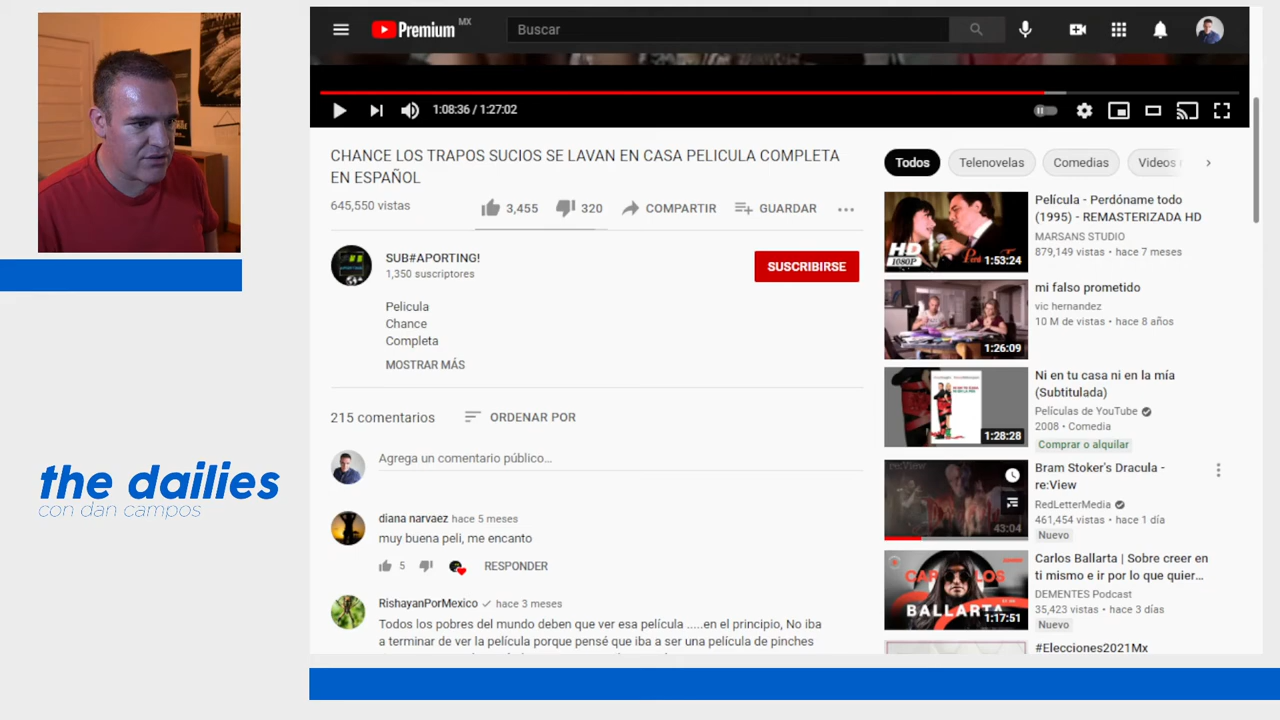 Premium MX
Buscar
1:08:36 / 1:27:02
CHANCE LOS TRAPOS SUCIOS SE LAVAN EN CASA PELICULA COMPLETA
EN ESPAÑOL
645,550 vistas
3,455
320
COMPARTIR
GUARDAR
SUB#APORTING!
1,350 suscriptores
SUSCRIBIRSE
Pelicula
Chance
Completa
MOSTRAR MÁS
215 comentarios
ORDENAR POR
Agrega un comentario público...
diana narvaez hace 5 meses
muy buena peli, me encanto
5
RESPONDER
RishayanPorMexico hace 3 meses
Todos los pobres del mundo deben que ver esa película .....en el principio, No iba
a terminar de ver la película porque pensé que iba a ser una película de pinches
Todos
Telenovelas
Comedias
Videos
HD
1080P
1:53:24
Película - Perdóname todo
(1995) - REMASTERIZADA HD
MARSANS STUDIO
879,149 vistas • hace 7 meses
1:26:09
mi falso prometido
vic hernandez
10 M de vistas • hace 8 años
1:28:28
Ni en tu casa ni en la mía
(Subtitulada)
Películas de YouTube
2008 • Comedia
Comprar o alquilar
re:View
43:04
Bram Stoker's Dracula -
re:View
RedLetterMedia
461,454 vistas • hace 1 día
Nuevo
CARLOS
BALLARTA
1:17:51
Carlos Ballarta | Sobre creer en
ti mismo e ir por lo que quier...
DEMENTES Podcast
35,423 vistas • hace 3 días
Nuevo
#Elecciones2021Mx
the dailies
con dan campos